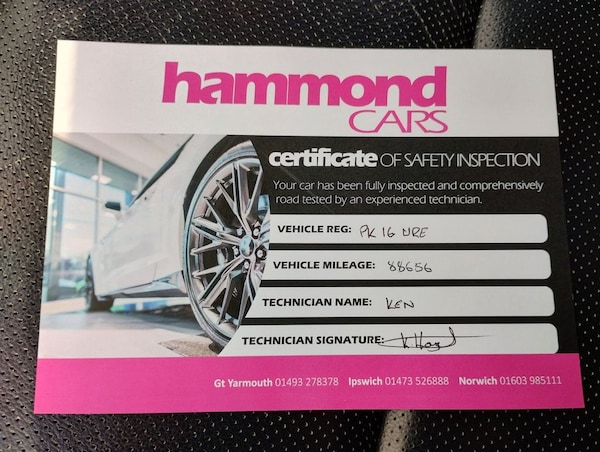 hammond
CARS
certificate OF SAFETY INSPECTION
Your car has been fully inspected and comprehensively
road tested by an experienced technician.
VEHICLE REG: PK 16 URE
VEHICLE MILEAGE: 88656
TECHNICIAN NAME: KEN
TECHNICIAN SIGNATURE:
Gt Yarmouth 01493 278378 Ipswich 01473 526888 Norwich 01603 985111